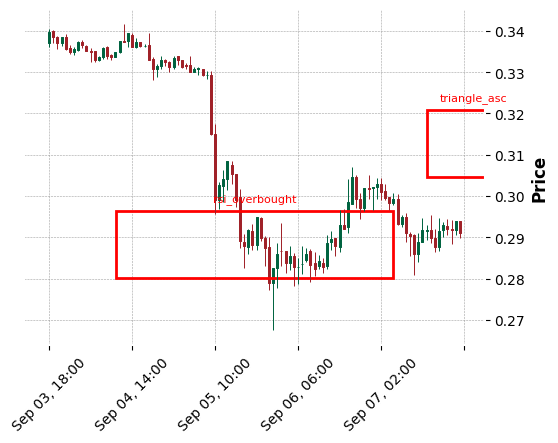 0.34
0.33
triangle_asc
0.32
0.31
0.30
rsi_overbought
0.29
0.28
0.27
Price
Sep 03, 18:00
Sep 04, 14:00
Sep 05, 10:00
Sep 06, 06:00
Sep 07, 02:00